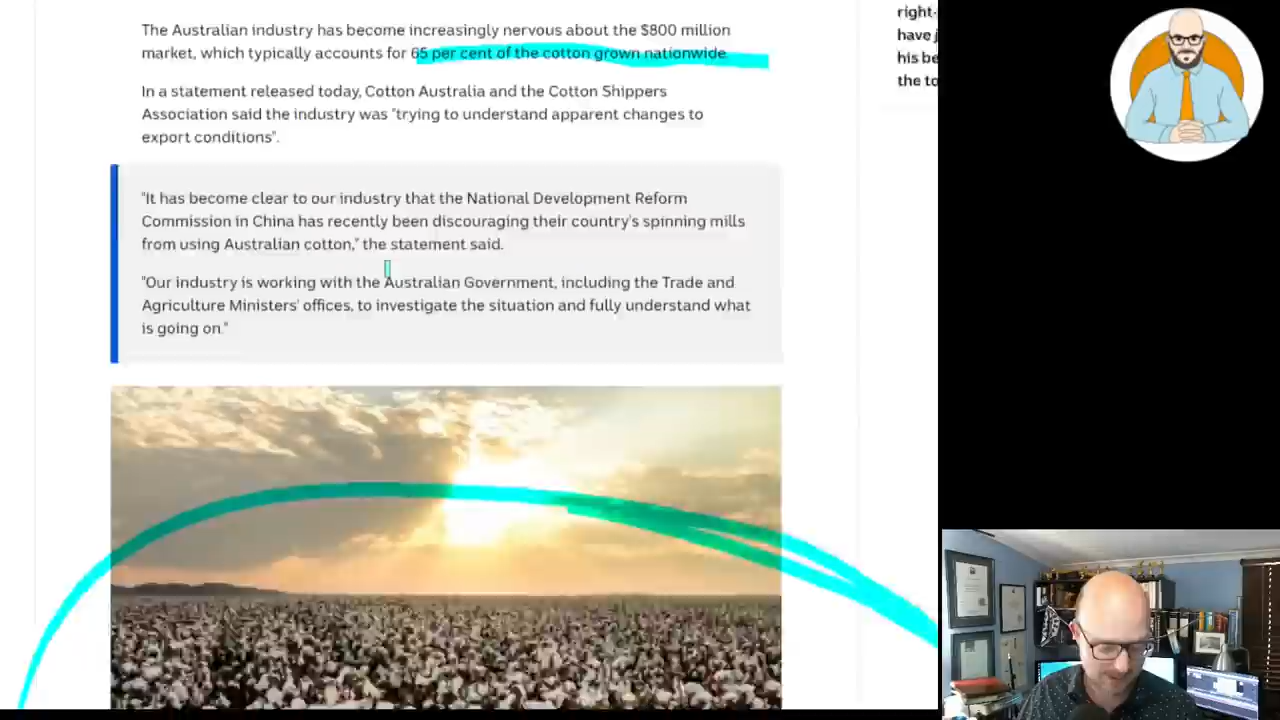 The Australian industry has become increasingly nervous about the $800 million
market, which typically accounts for 65 per cent of the cotton grown nationwide.
In a statement released today, Cotton Australia and the Cotton Shippers
Association said the industry was "trying to understand apparent changes to
export conditions".
"It has become clear to our industry that the National Development Reform
Commission in China has recently been discouraging their country's spinning mills
from using Australian cotton," the statement said.
"Our industry is working with the Australian Government, including the Trade and
Agriculture Ministers' offices, to investigate the situation and fully understand what
is going on."
right-
have j
his be
the to